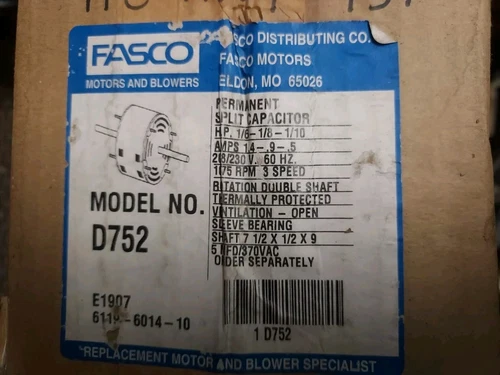 FASCO
MOTORS AND BLOWERS
FASCO DISTRIBUTING CO.
FASCO MOTORS
ELDON, MO 65026
PERMANENT
SPLIT CAPACITOR
H.P. 1/6-1/8-1/10
AMPS 1.4-.9-.5
208/230 V. 60 HZ.
1075 RPM 3 SPEED
ROTATION DOUBLE SHAFT
THERMALLY PROTECTED
VENTILATION - OPEN
SLEEVE BEARING
SHAFT 7 1/2 X 1/2 X 9
5 MFD/370VAC
ORDER SEPARATELY
MODEL NO.
D752
E1907
6119-6014-10
1 D752
"REPLACEMENT MOTOR AND BLOWER SPECIALIST